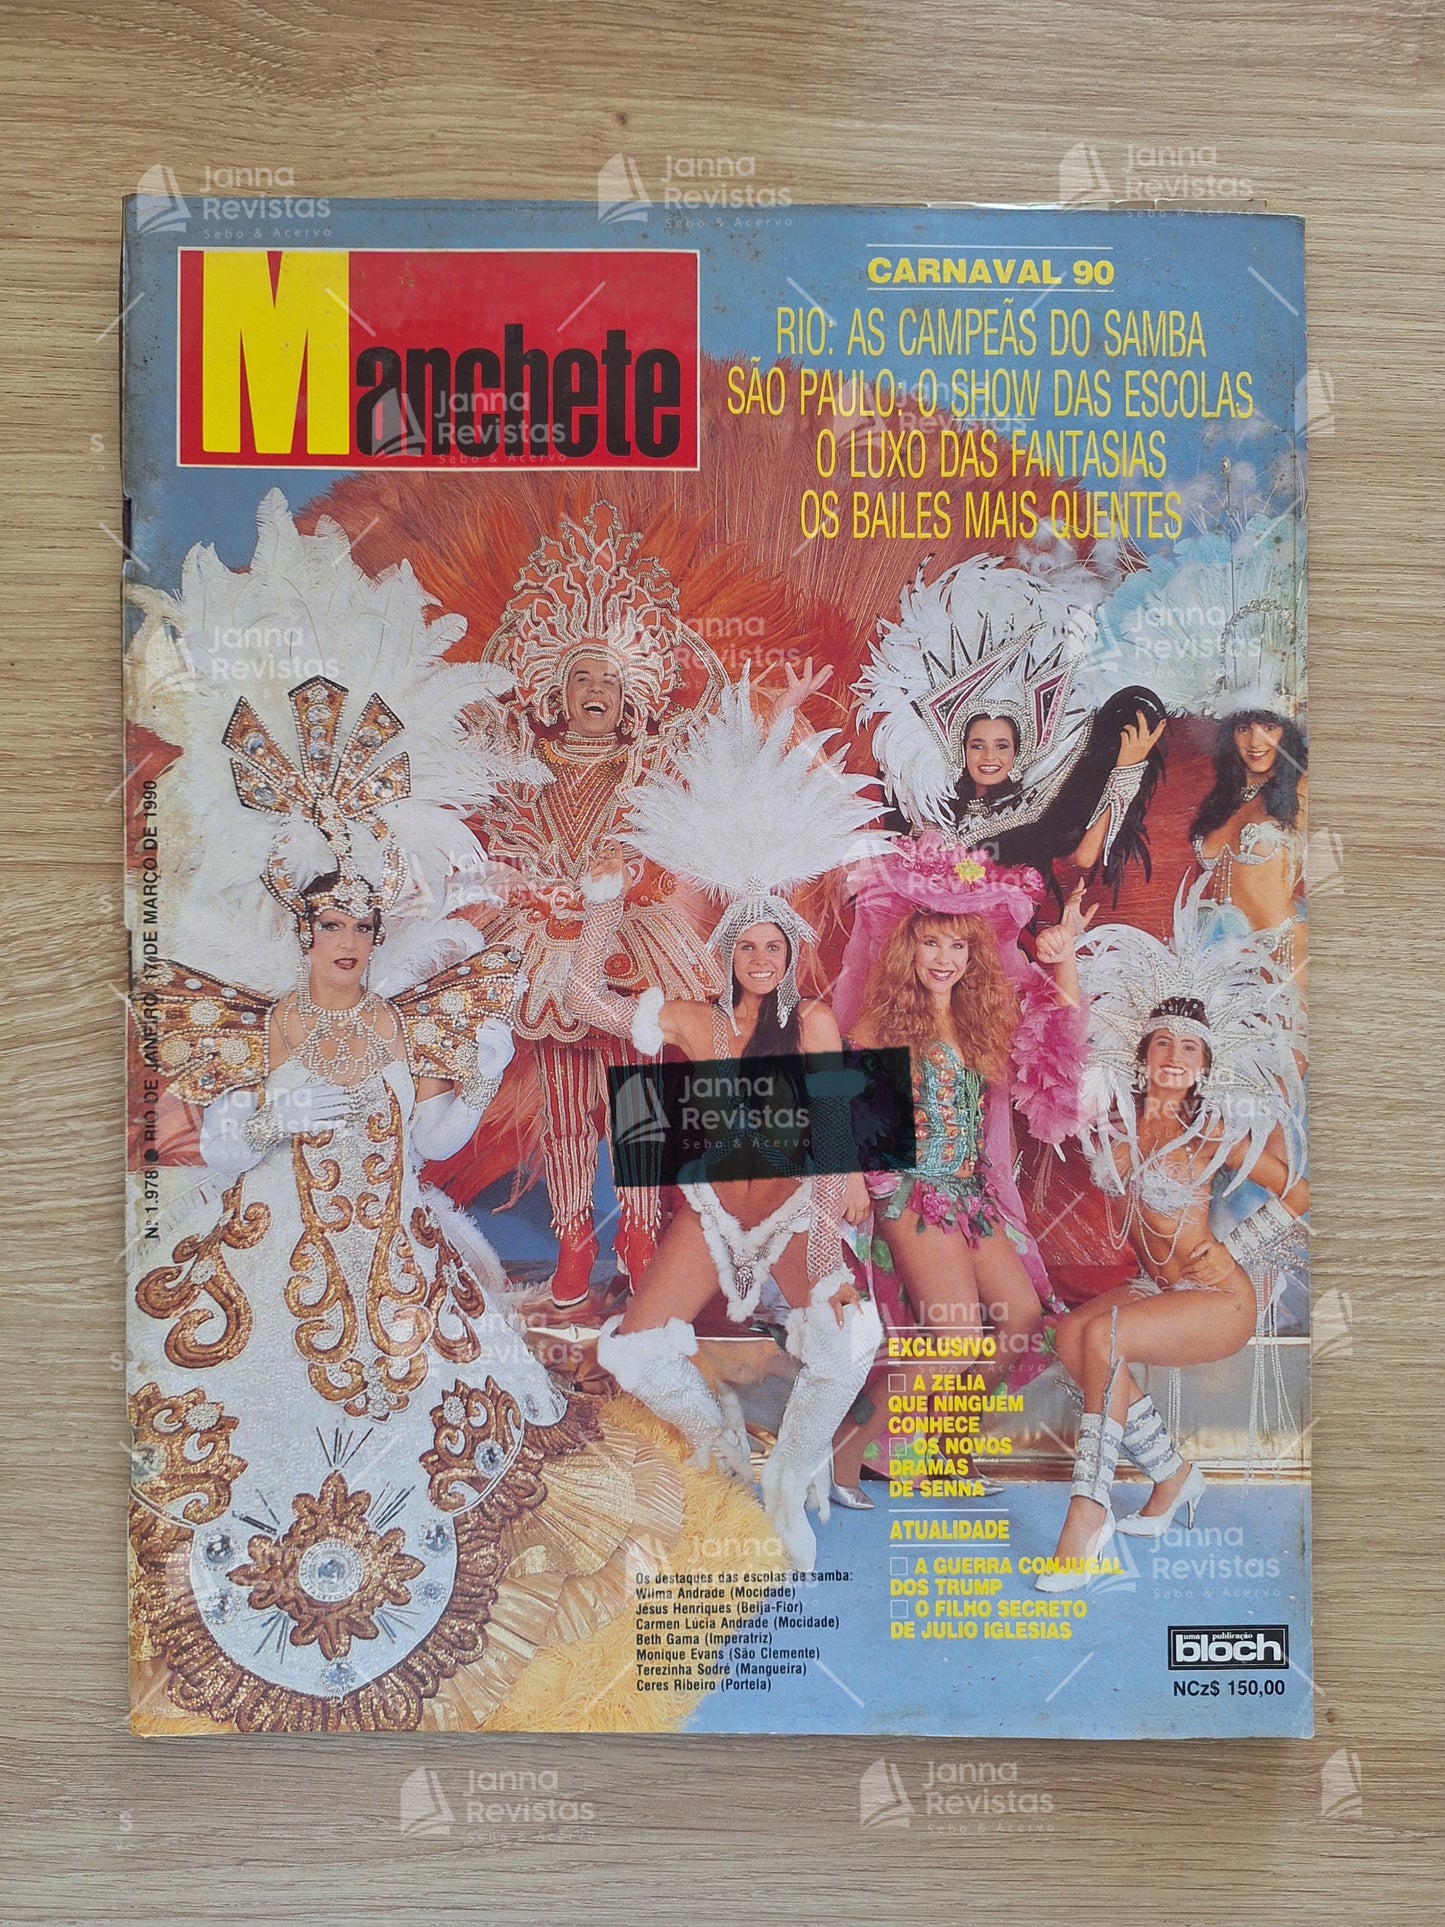 Manchete
CARNAVAL 90
RIO: AS CAMPEÃS DO SAMBA
SÃO PAULO: O SHOW DAS ESCOLAS
O LUXO DAS FANTASIAS
OS BAILES MAIS QUENTES
N.º 1.978 ● RIO DE JANEIRO, 17 DE MARÇO DE 1990
EXCLUSIVO
A ZELIA
QUE NINGUÉM
CONHECE
OS NOVOS
DRAMAS
DE SENNA
ATUALIDADE
A GUERRA CONJUGAL
DOS TRUMP
O FILHO SECRETO
DE JULIO IGLESIAS
Os destaques das escolas de samba:
Wilma Andrade (Mocidade)
Jésus Henriques (Beija-Flor)
Carmen Lúcia Andrade (Mocidade)
Beth Gama (Imperatriz)
Monique Evans (São Clemente)
Terezinha Sodré (Mangueira)
Ceres Ribeiro (Portela)
uma publicação
bloch
NCz$ 150,00
Janna
Revistas
Sebo & Acervo